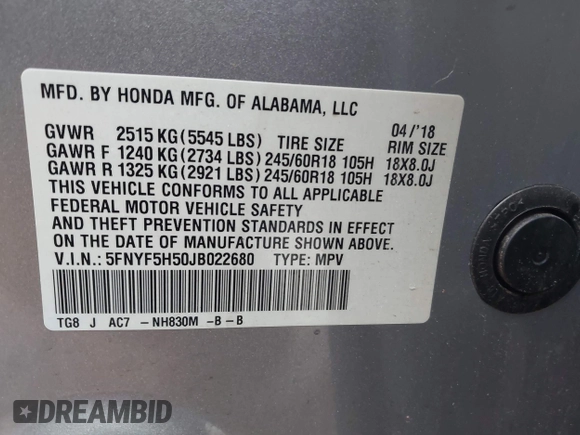 MFD. BY HONDA MFG. OF ALABAMA, LLC
GVWR 2515 KG (5545 LBS) TIRE SIZE 04/'18 RIM SIZE
GAWR F 1240 KG (2734 LBS) 245/60R18 105H 18X8.0J
GAWR R 1325 KG (2921 LBS) 245/60R18 105H 18X8.0J
THIS VEHICLE CONFORMS TO ALL APPLICABLE
FEDERAL MOTOR VEHICLE SAFETY
AND THEFT PREVENTION STANDARDS IN EFFECT
ON THE DATE OF MANUFACTURE SHOWN ABOVE.
V.I.N.: 5FNYF5H50JB022680 TYPE: MPV
TG8 J AC7 -NH830M -B-B
HONDA
DREAMBID